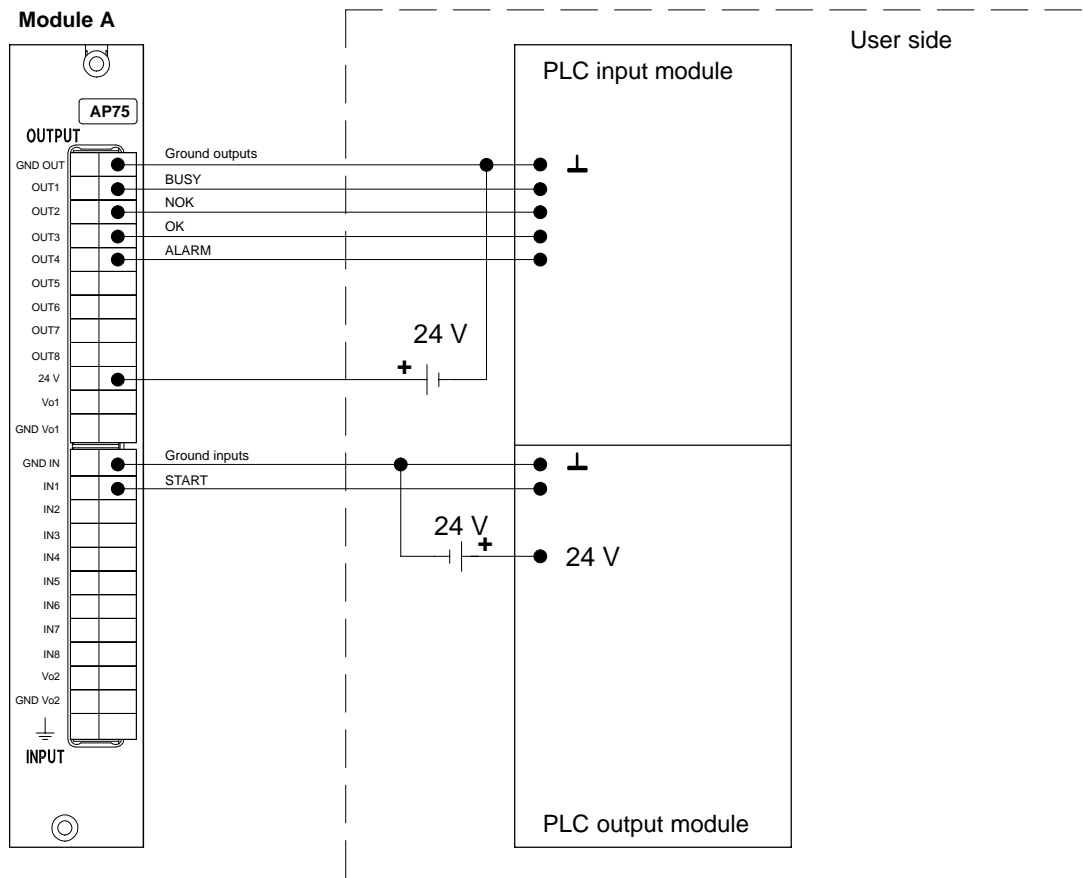 Module A
User side
PLC input module
AP75
OUTPUT
GND OUT
Ground outputs
OUT1
BUSY
OUT2
NOK
OUT3
OK
OUT4
ALARM
OUT5
OUT6
OUT7
24 V
OUT8
+
24 V
Vo1
GND Vo1
GND IN
Ground inputs
IN1
START
IN2
24 V
+
IN3
IN4
24 V
IN5
IN6
IN7
IN8
Vo2
GND Vo2
INPUT
PLC output module